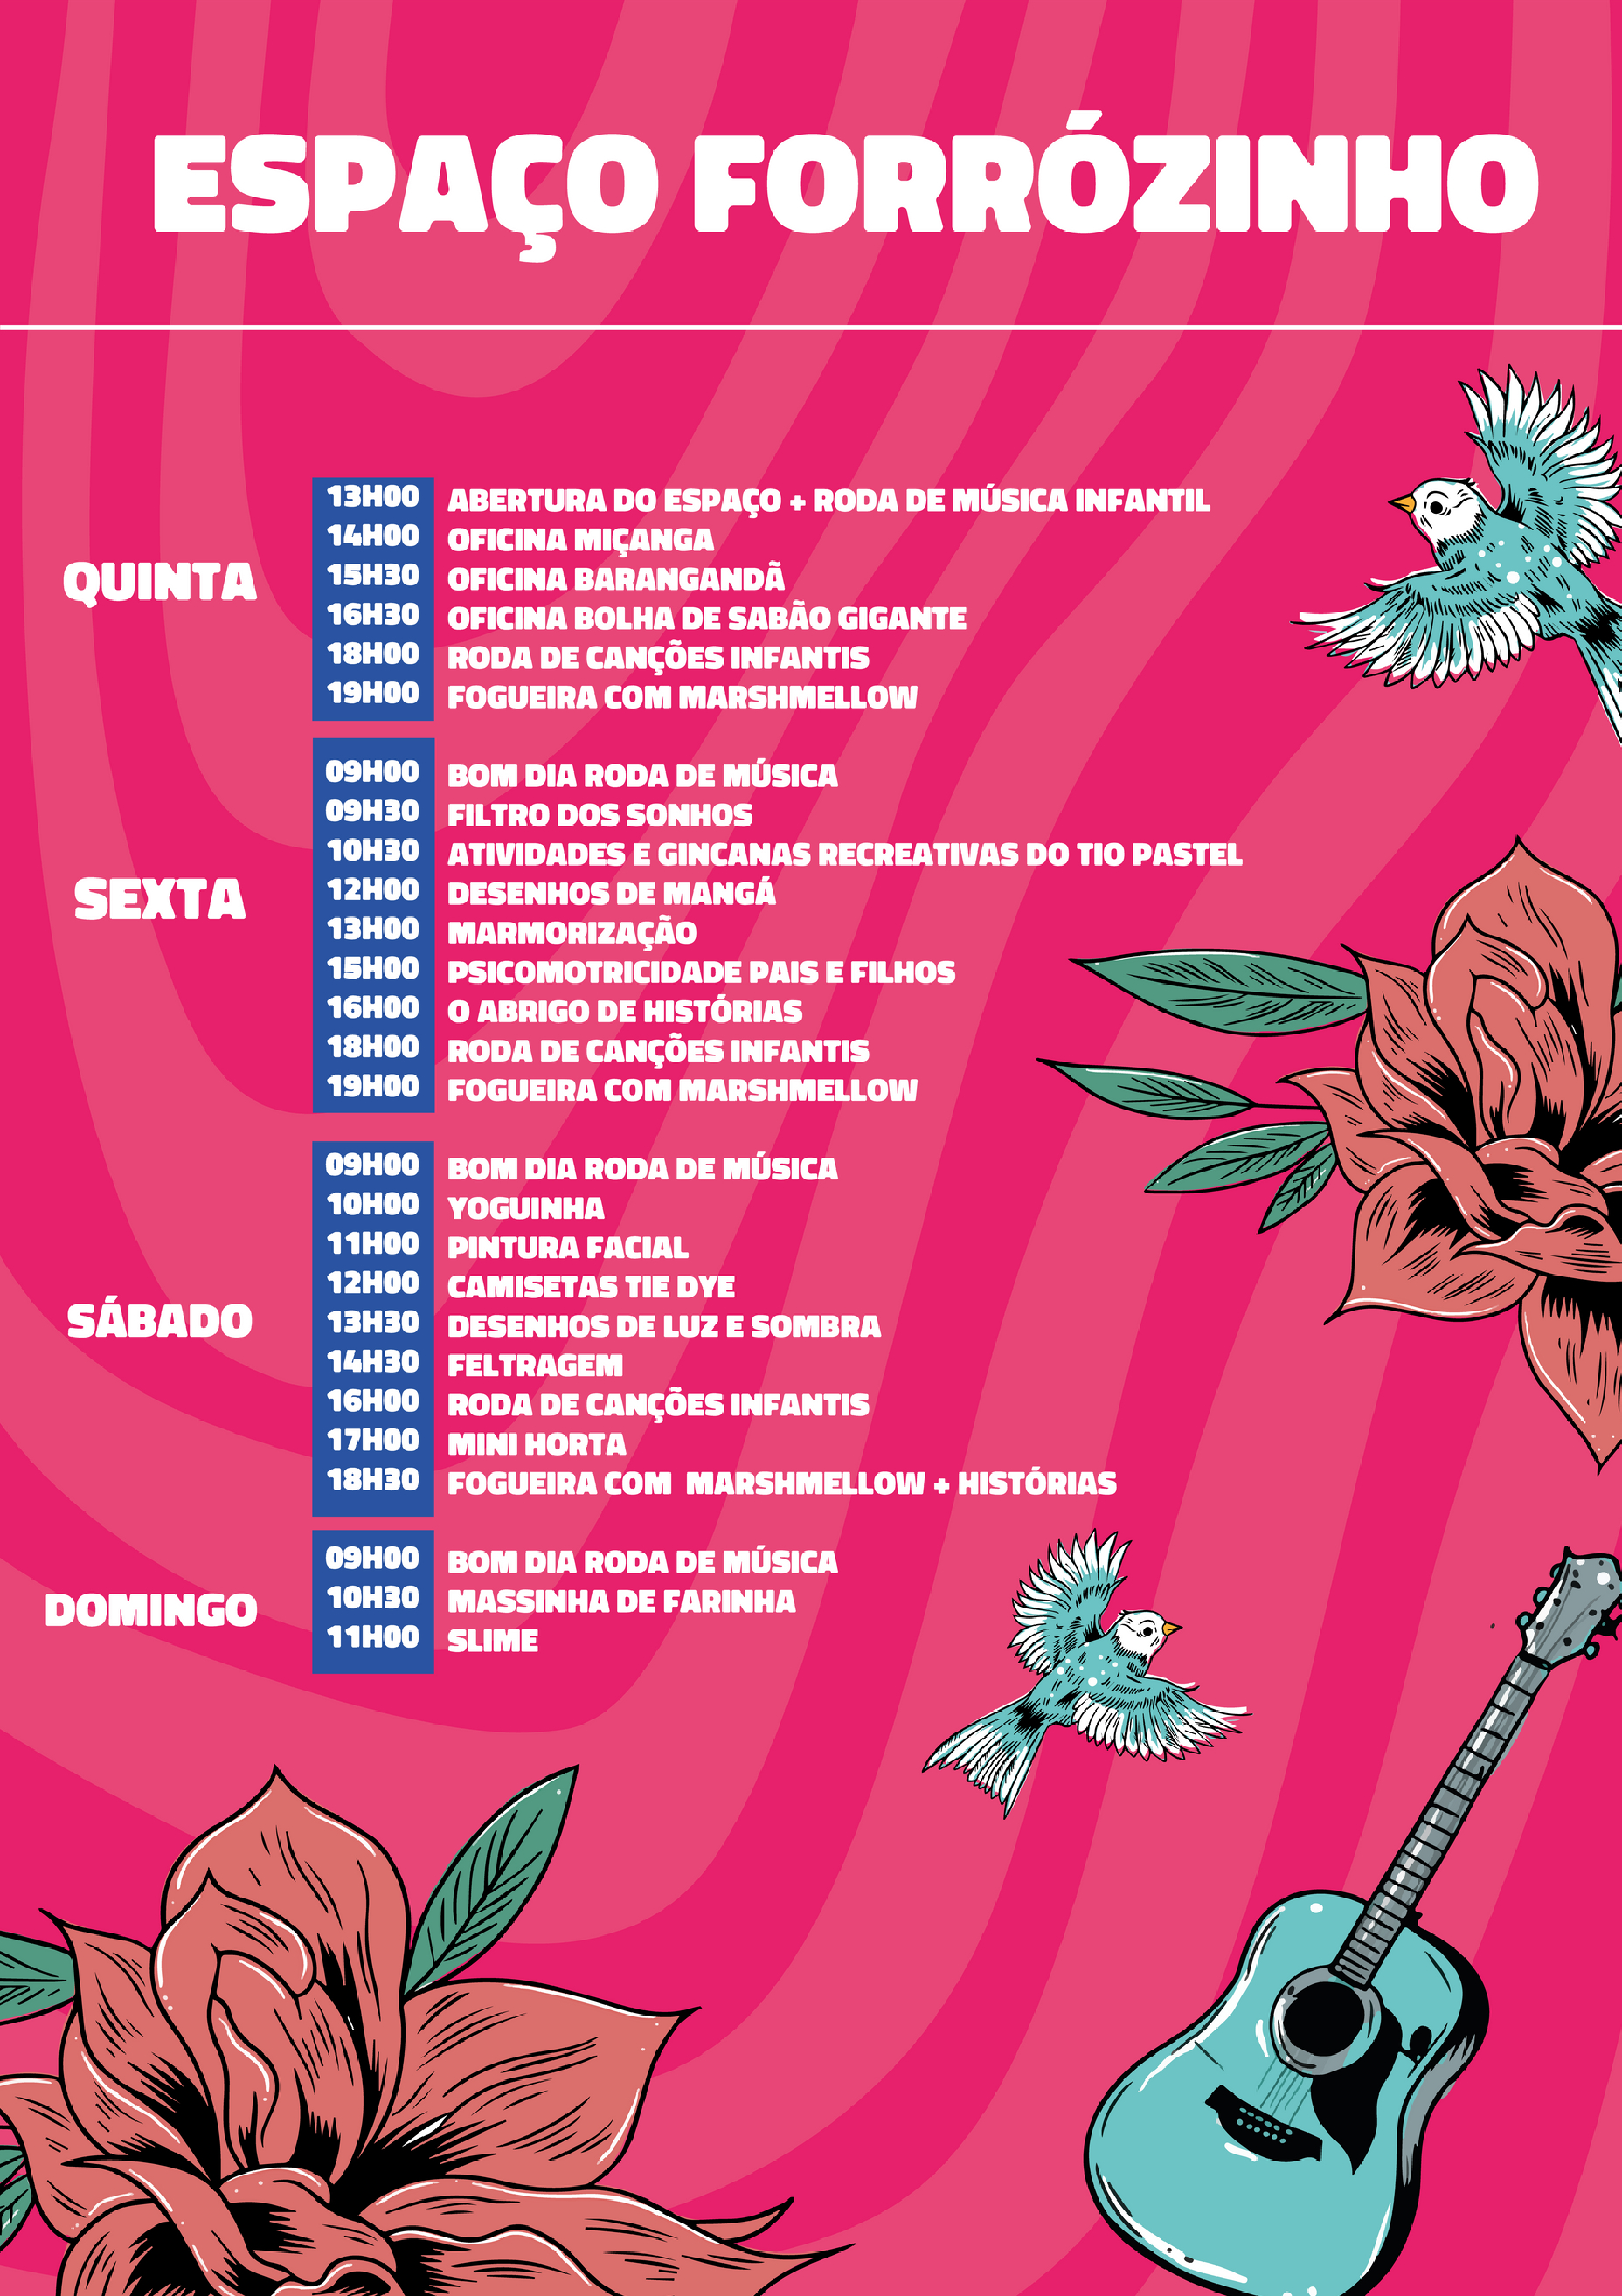 ESPAÇO FORRÓZINHO
QUINTA
13H00 ABERTURA DO ESPAÇO + RODA DE MÚSICA INFANTIL
14H00 OFICINA MIÇANGA
15H30 OFICINA BARANGANDÃ
16H30 OFICINA BOLHA DE SABÃO GIGANTE
18H00 RODA DE CANÇÕES INFANTIS
19H00 FOGUEIRA COM MARSHMELLOW
SEXTA
09H00 BOM DIA RODA DE MÚSICA
09H30 FILTRO DOS SONHOS
10H30 ATIVIDADES E GINCANAS RECREATIVAS DO TIO PASTEL
12H00 DESENHOS DE MANGÁ
13H00 MARMORIZAÇÃO
15H00 PSICOMOTRICIDADE PAIS E FILHOS
16H00 O ABRIGO DE HISTÓRIAS
18H00 RODA DE CANÇÕES INFANTIS
19H00 FOGUEIRA COM MARSHMELLOW
SÁBADO
09H00 BOM DIA RODA DE MÚSICA
10H00 YOGUINHA
11H00 PINTURA FACIAL
12H00 CAMISETAS TIE DYE
13H30 DESENHOS DE LUZ E SOMBRA
14H30 FELTRAGEM
16H00 RODA DE CANÇÕES INFANTIS
17H00 MINI HORTA
18H30 FOGUEIRA COM MARSHMELLOW + HISTÓRIAS
DOMINGO
09H00 BOM DIA RODA DE MÚSICA
10H30 MASSINHA DE FARINHA
11H00 SLIME